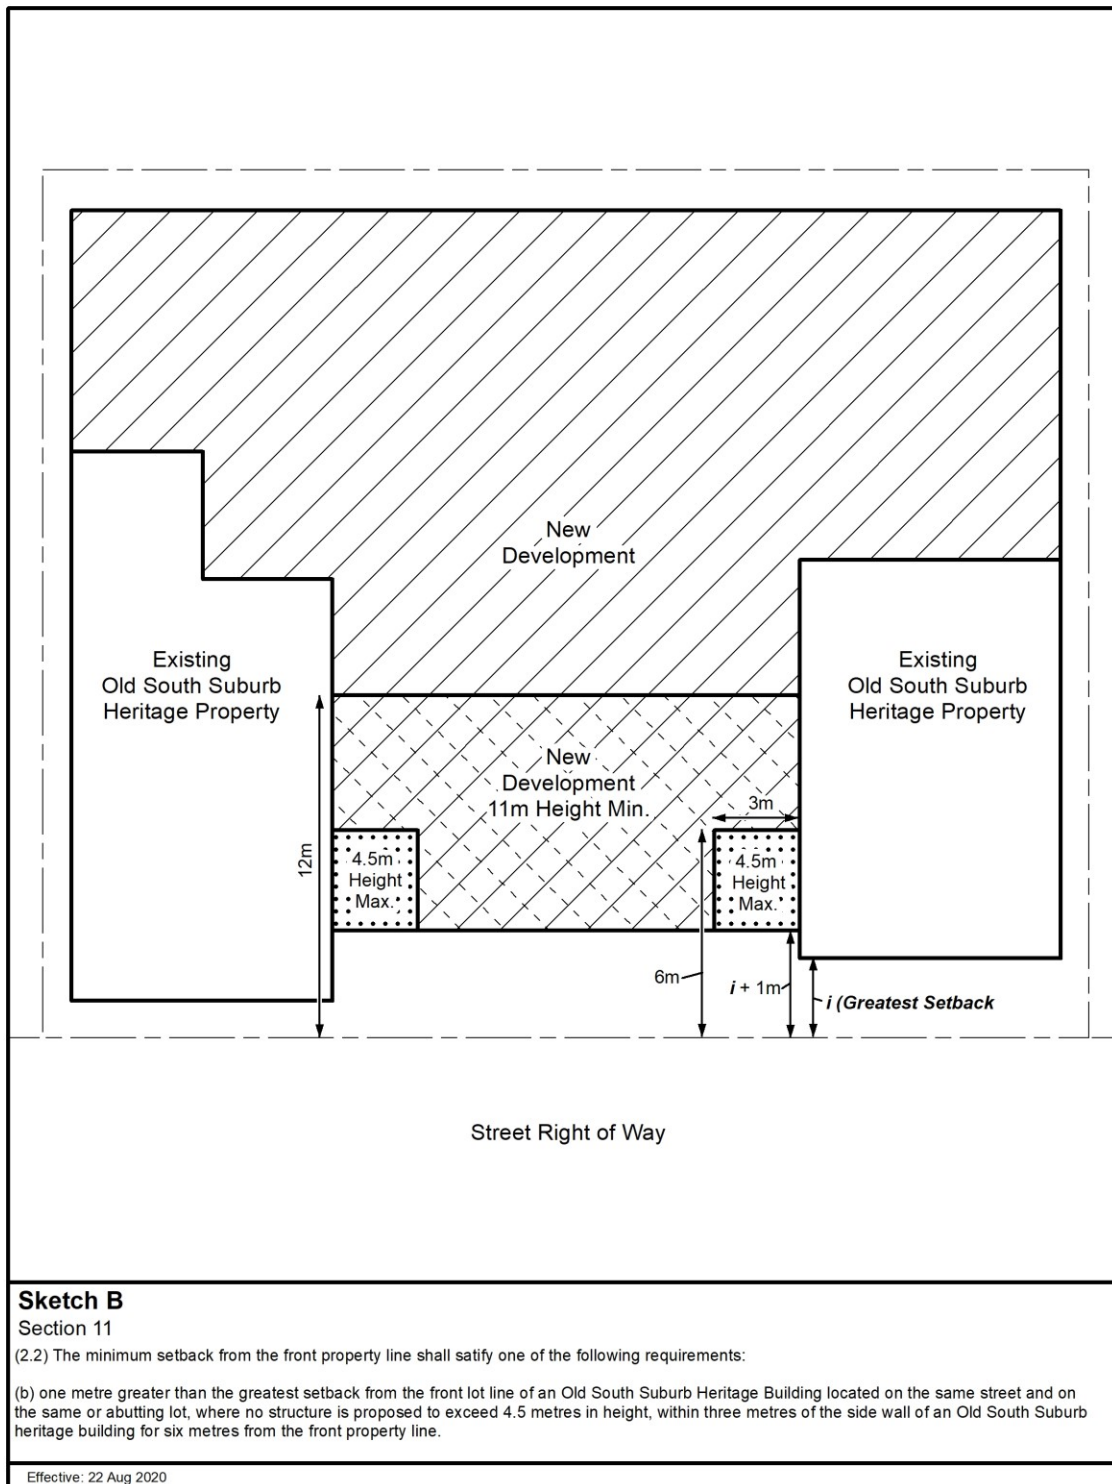 New
Development
Existing
Old South Suburb
Heritage Property
Existing
Old South Suburb
Heritage Property
New
Development
11m Height Min.
3m
12m
4.5m
Height
Max.
4.5m
Height
Max.
6m
i + 1m
i (Greatest Setback
Street Right of Way
Sketch B
Section 11
(2.2) The minimum setback from the front property line shall satify one of the following requirements:
(b) one metre greater than the greatest setback from the front lot line of an Old South Suburb Heritage Building located on the same street and on
the same or abutting lot, where no structure is proposed to exceed 4.5 metres in height, within three metres of the side wall of an Old South Suburb
heritage building for six metres from the front property line.
Effective: 22 Aug 2020